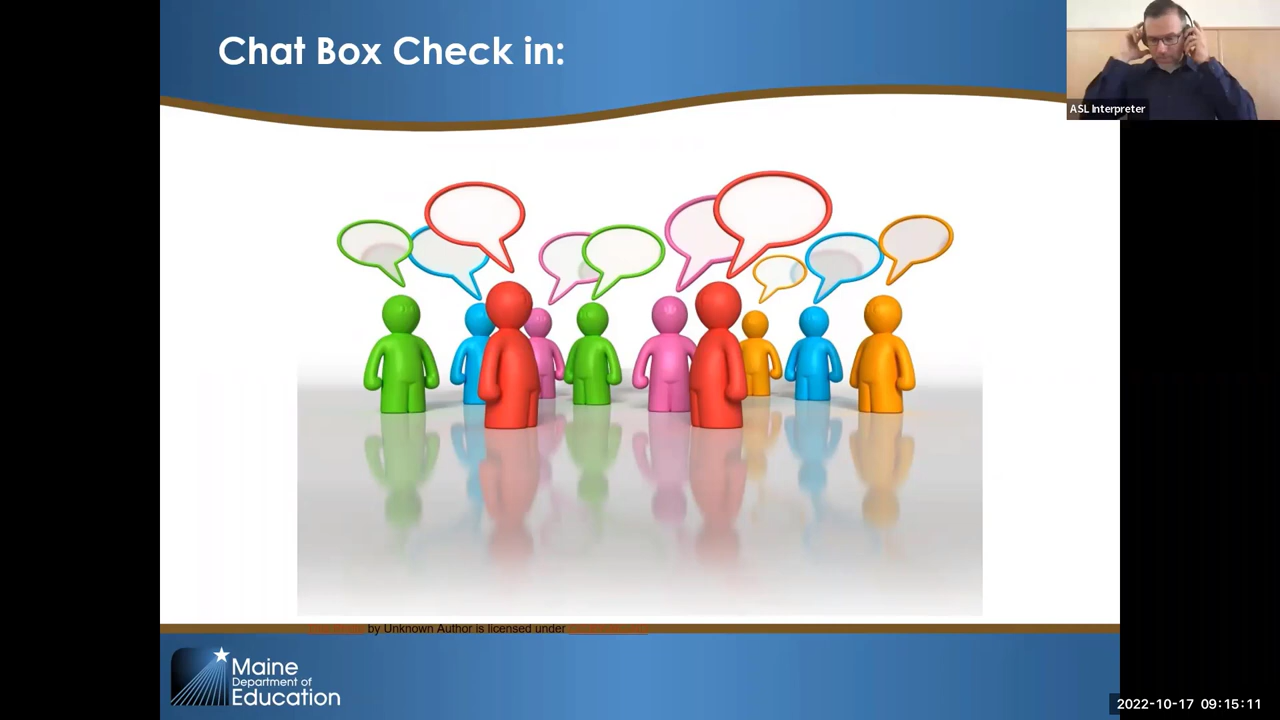 Chat Box Check in:
ASL Interpreter
by Unknown Author is licensed under
Maine
Department of
Education
2022-10-17 09:15:11